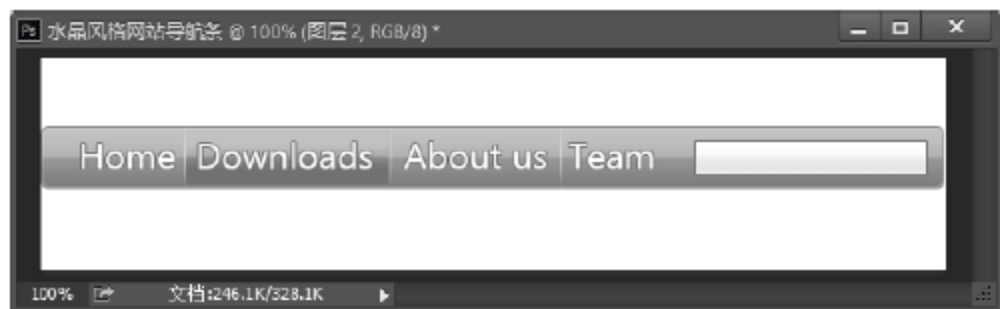 Ps 水晶风格网站导航条 @ 100% (图层 2, RGB/8) *
Home Downloads About us Team
100% 文档:246.1K/328.1K